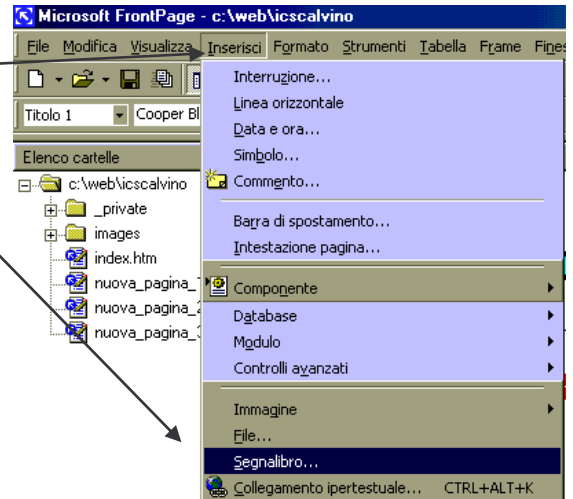 Microsoft FrontPage - c:\web\icscalvino
File Modifica Visualizza Inserisci Formato Strumenti Tabella Frame
Titolo 1 Cooper Bl
Elenco cartelle
c:\web\icscalvino
_private
images
index.htm
nuova_pagina_
nuova_pagina_2
nuova_pagina_3
Interruzione...
Linea orizzontale
Data e ora...
Simbolo...
Commento...
Barra di spostamento...
Intestazione pagina...
Componente
Database
Modulo
Controlli avanzati
Immagine
File...
Segnalibro...
Collegamento ipertestuale... CTRL+ALT+K